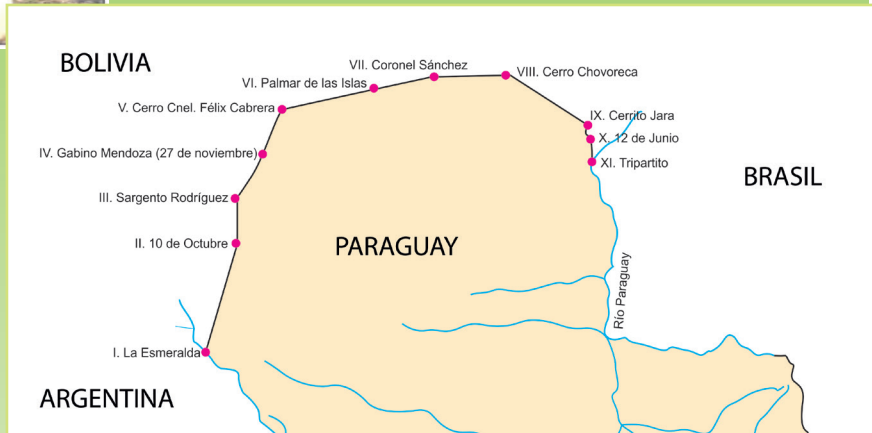 BOLIVIA
VII. Coronel Sánchez
VIII. Cerro Chovoreca
VI. Palmar de las Islas
V. Cerro Cnel. Félix Cabrera
IX. Cerrito Jara
X. 12 de Junio
IV. Gabino Mendoza (27 de noviembre)
XI. Tripartito
BRASIL
III. Sargento Rodríguez
II. 10 de Octubre
PARAGUAY
Río Paraguay
I. La Esmeralda
ARGENTINA